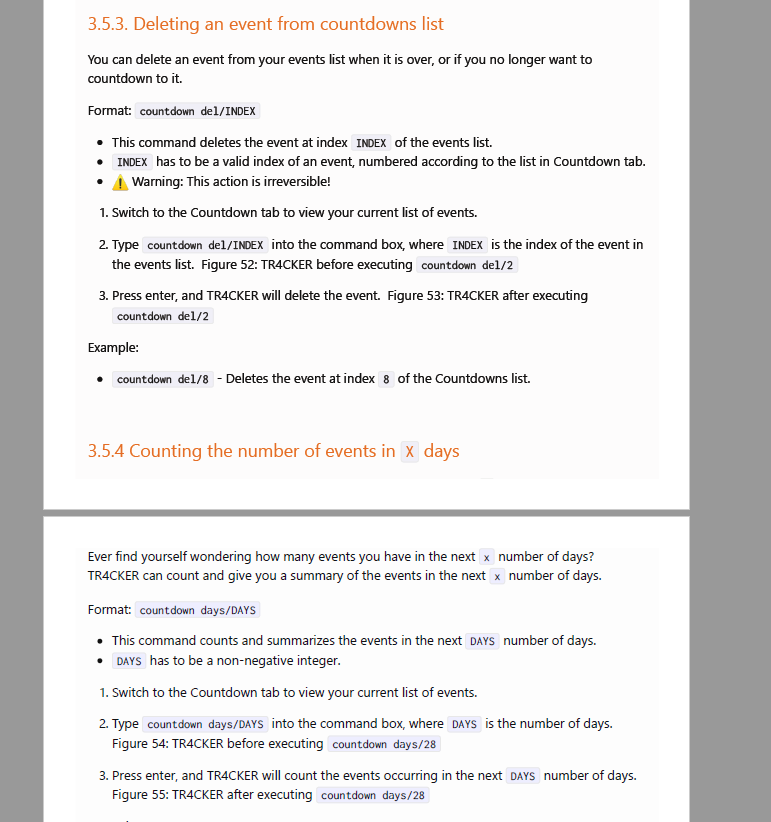 3.5.3. Deleting an event from countdowns list
You can delete an event from your events list when it is over, or if you no longer want to
countdown to it.
Format: countdown del/INDEX
• This command deletes the event at index INDEX of the events list.
• INDEX has to be a valid index of an event, numbered according to the list in Countdown tab.
• ⚠️ Warning: This action is irreversible!
1. Switch to the Countdown tab to view your current list of events.
2. Type countdown del/INDEX into the command box, where INDEX is the index of the event in
the events list. Figure 52: TR4CKER before executing countdown del/2
3. Press enter, and TR4CKER will delete the event. Figure 53: TR4CKER after executing
countdown del/2
Example:
• countdown del/8 - Deletes the event at index 8 of the Countdowns list.
3.5.4 Counting the number of events in X days
Ever find yourself wondering how many events you have in the next x number of days?
TR4CKER can count and give you a summary of the events in the next x number of days.
Format: countdown days/DAYS
• This command counts and summarizes the events in the next DAYS number of days.
• DAYS has to be a non-negative integer.
1. Switch to the Countdown tab to view your current list of events.
2. Type countdown days/DAYS into the command box, where DAYS is the number of days.
Figure 54: TR4CKER before executing countdown days/28
3. Press enter, and TR4CKER will count the events occurring in the next DAYS number of days.
Figure 55: TR4CKER after executing countdown days/28